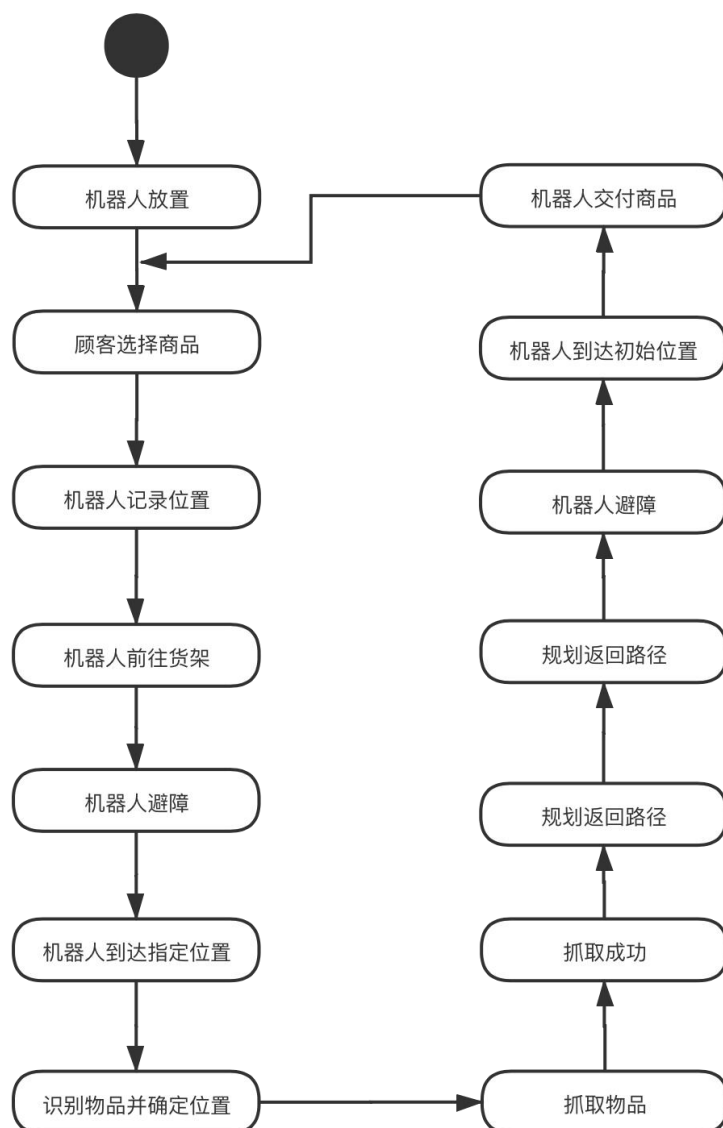 机器人放置
顾客选择商品
机器人记录位置
机器人前往货架
机器人避障
机器人到达指定位置
识别物品并确定位置
抓取物品
抓取成功
规划返回路径
规划返回路径
机器人避障
机器人到达初始位置
机器人交付商品